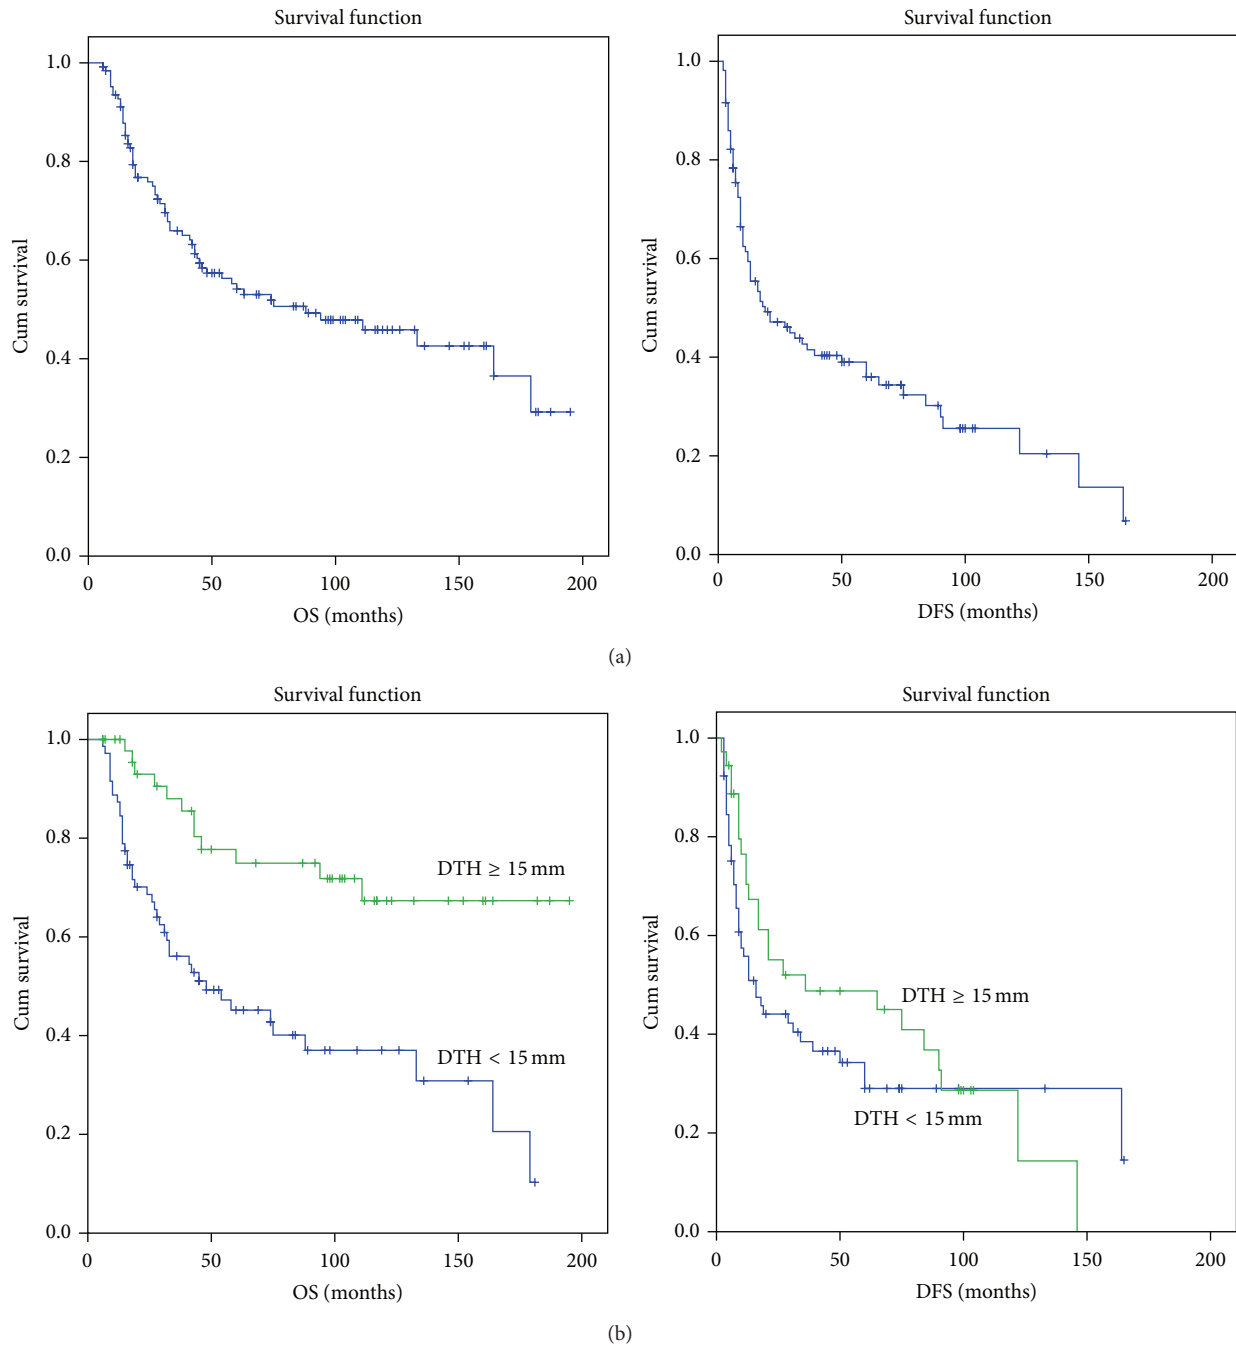 Survival function
1.0
0.8
0.6
0.4
0.2
0.0
Cum survival
0 50 100 150 200
OS (months)
Survival function
1.0
0.8
0.6
0.4
0.2
0.0
Cum survival
0 50 100 150 200
DFS (months)
(a)
Survival function
1.0
0.8
0.6
0.4
0.2
0.0
Cum survival
DTH ≥ 15 mm
DTH < 15 mm
0 50 100 150 200
OS (months)
Survival function
1.0
0.8
0.6
0.4
0.2
0.0
Cum survival
DTH ≥ 15 mm
DTH < 15 mm
0 50 100 150 200
DFS (months)
(b)